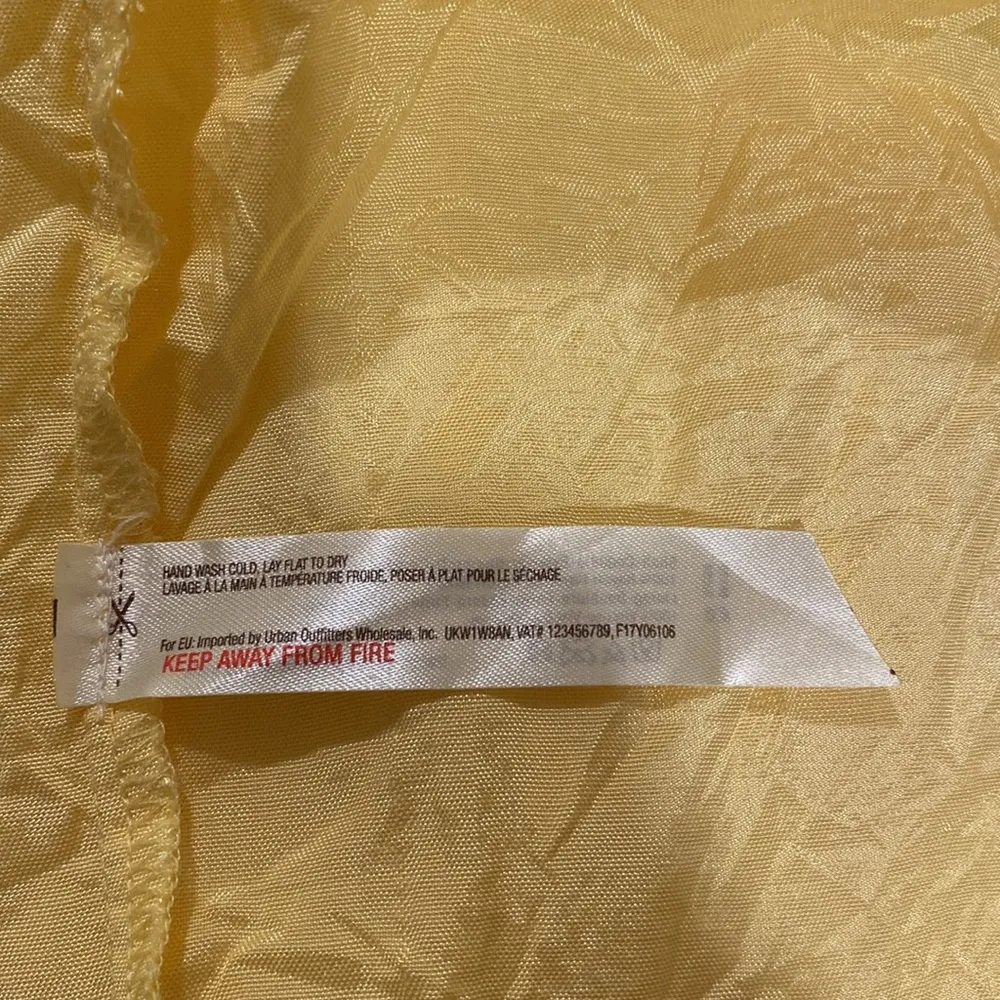 HAND WASH COLD, LAY FLAT TO DRY
LAVAGE À LA MAIN À TEMPÉRATURE FROIDE, POSER À PLAT POUR LE SÉCHAGE
For EU: Imported by Urban Outfitters Wholesale, Inc. UKW1W8AN, VAT# 123456789, F17Y06106
KEEP AWAY FROM FIRE